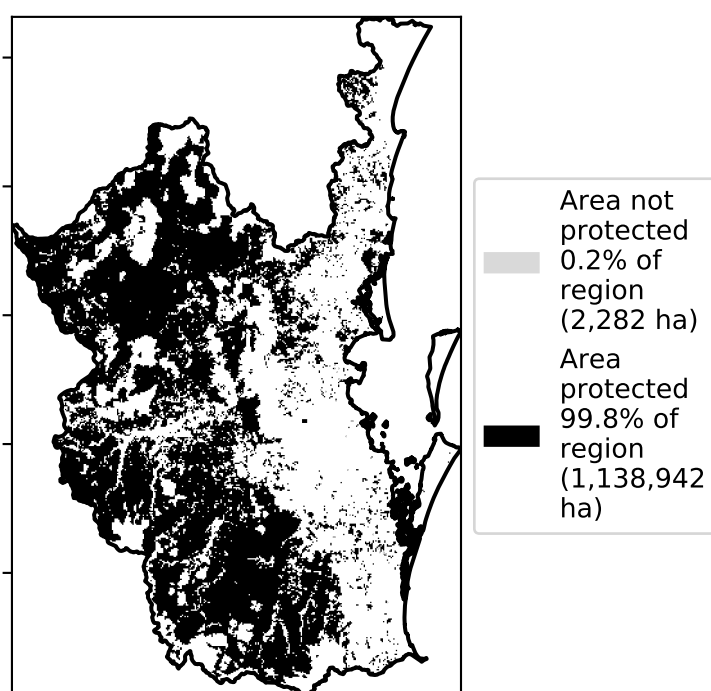 Area not
protected
0.2% of
region
(2,282 ha)
Area
protected
99.8% of
region
(1,138,942
ha)